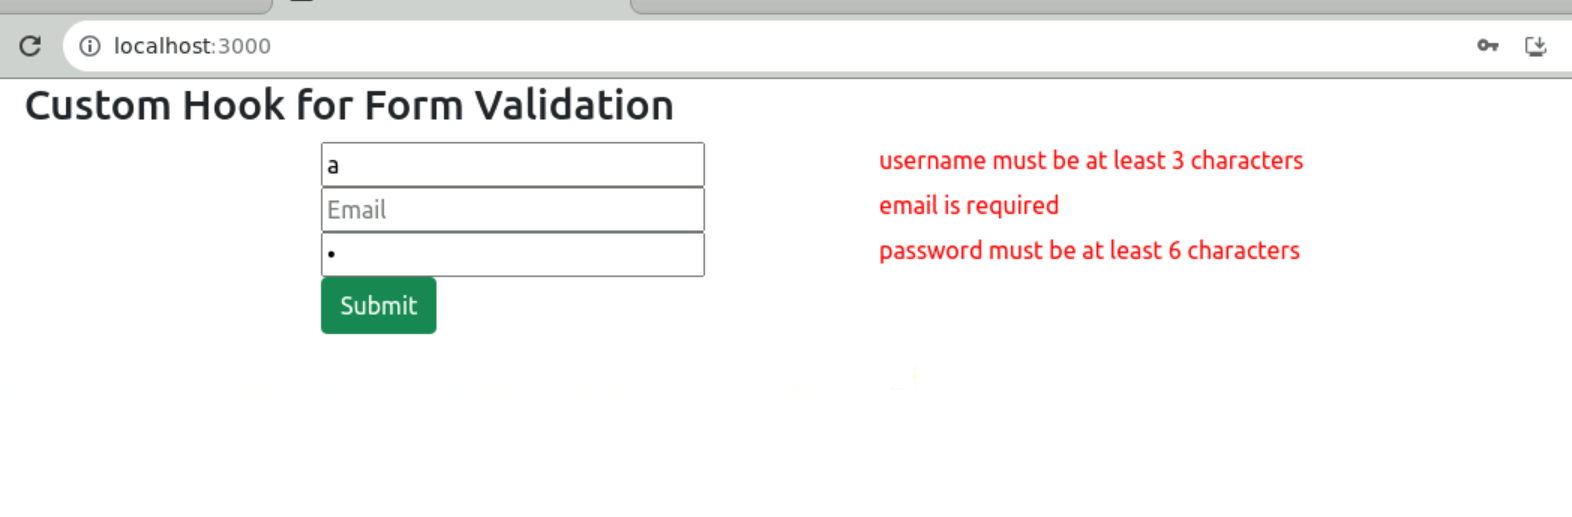 localhost:3000
Custom Hook for Form Validation
a username must be at least 3 characters
Email email is required
• password must be at least 6 characters
Submit